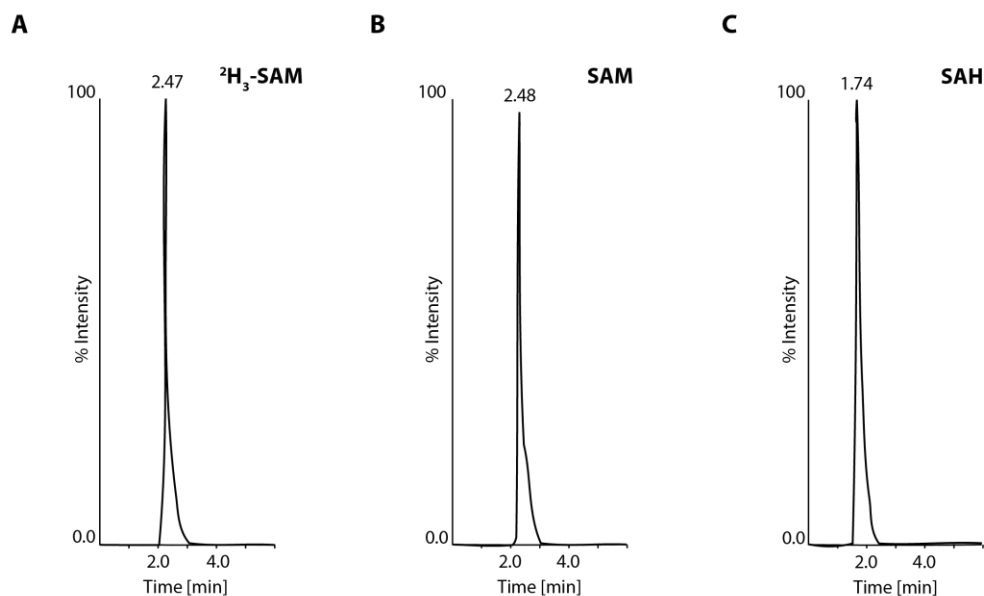 A
²H₃-SAM
2.47
100
% Intensity
0.0
2.0 4.0
Time [min]
B
SAM
2.48
100
% Intensity
0.0
2.0 4.0
Time [min]
C
SAH
1.74
100
% Intensity
0.0
2.0 4.0
Time [min]